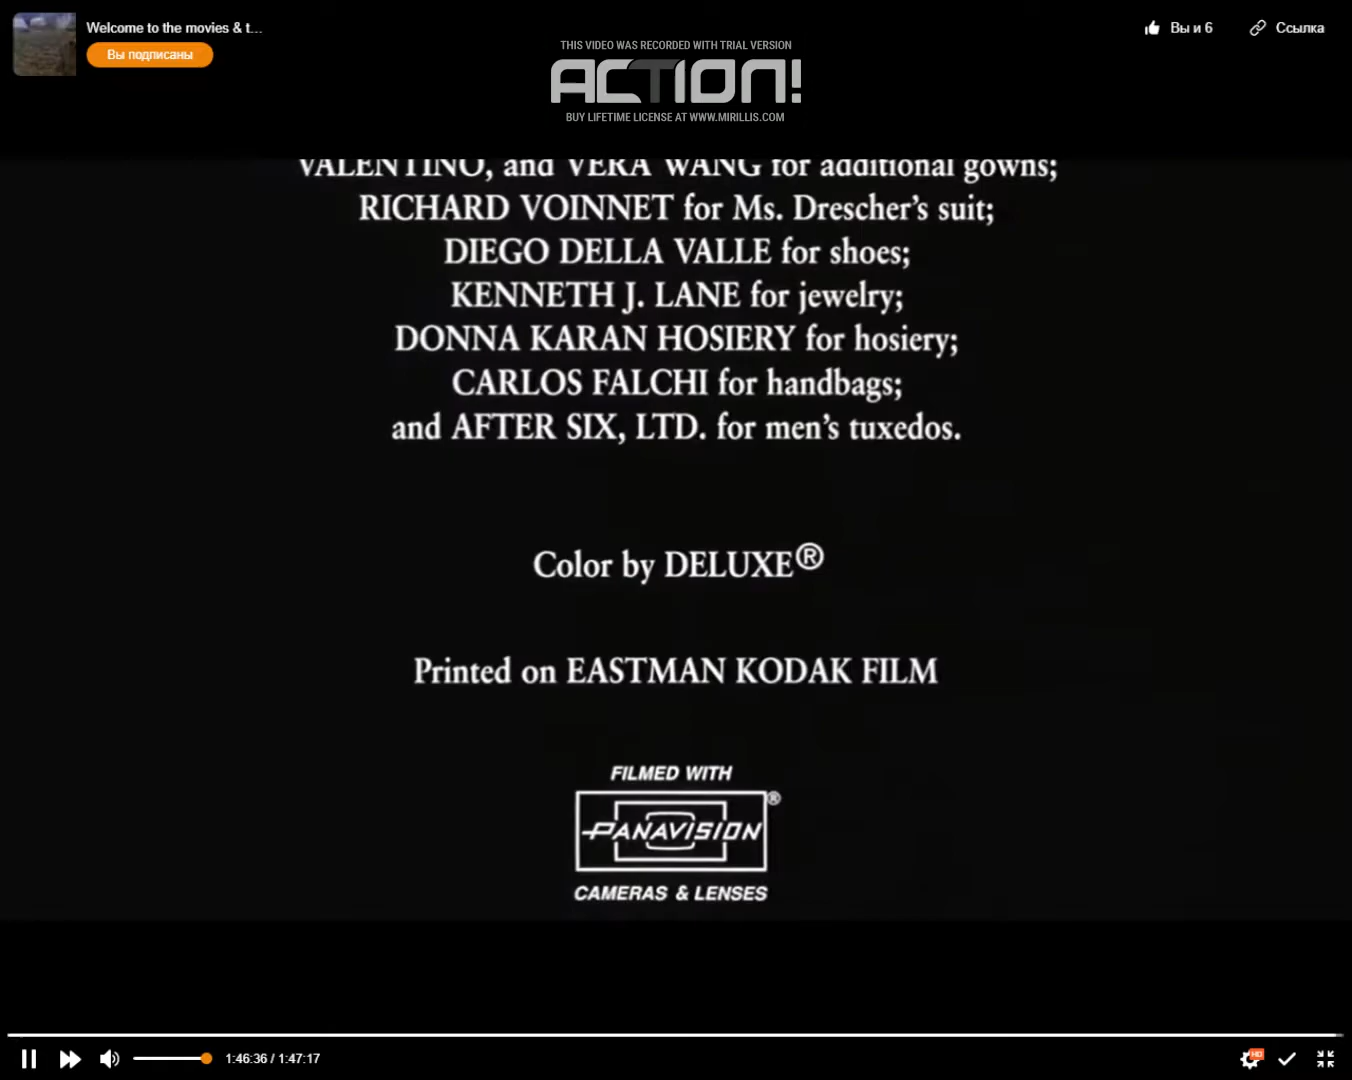 Welcome to the movies & t...
Вы подписаны
Вы и 6
Ссылка
THIS VIDEO WAS RECORDED WITH TRIAL VERSION
ACTION!
BUY LIFETIME LICENSE AT WWW.MIRILLIS.COM
VALENTINO, and VERA WANG for additional gowns;
RICHARD VOINNET for Ms. Drescher's suit;
DIEGO DELLA VALLE for shoes;
KENNETH J. LANE for jewelry;
DONNA KARAN HOSIERY for hosiery;
CARLOS FALCHI for handbags;
and AFTER SIX, LTD. for men's tuxedos.
Color by DELUXE®
Printed on EASTMAN KODAK FILM
FILMED WITH
PANAVISION®
CAMERAS & LENSES
1:46:36 / 1:47:17
HD